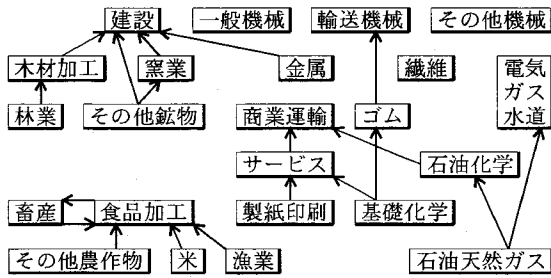 建設
一般機械
輸送機械
その他機械
木材加工
窯業
金属
繊維
電気
ガス
水道
林業
その他鉱物
商業運輸
ゴム
サービス
石油化学
畜産
食品加工
製紙印刷
基礎化学
その他農作物
米
漁業
石油天然ガス